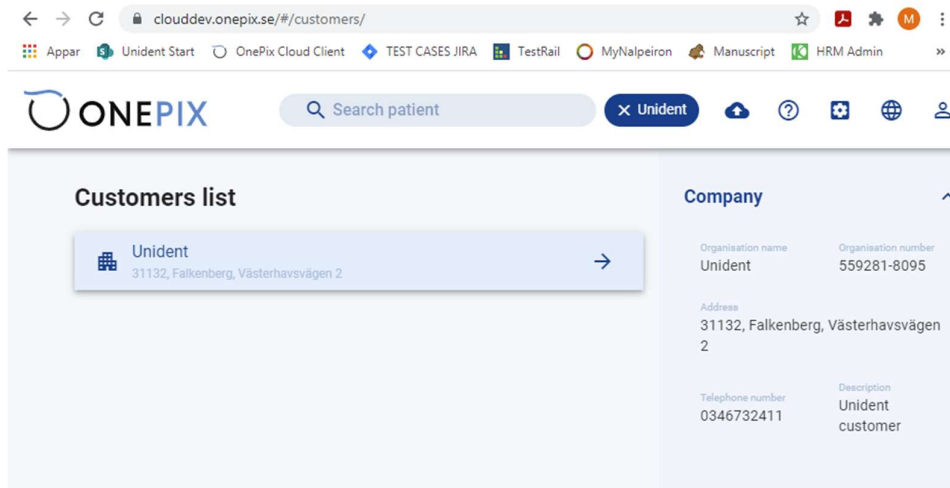 clouddev.onepix.se/#/customers/
M
Appar Unident Start OnePix Cloud Client TEST CASES JIRA TestRail MyNalpeiron Manuscript HRM Admin »
ONEPIX
Search patient
× Unident
Customers list
Unident
31132, Falkenberg, Västerhavsvägen 2
Company
Organisation name Organisation number
Unident 559281-8095
Address
31132, Falkenberg, Västerhavsvägen
2
Telephone number Description
0346732411 Unident
customer